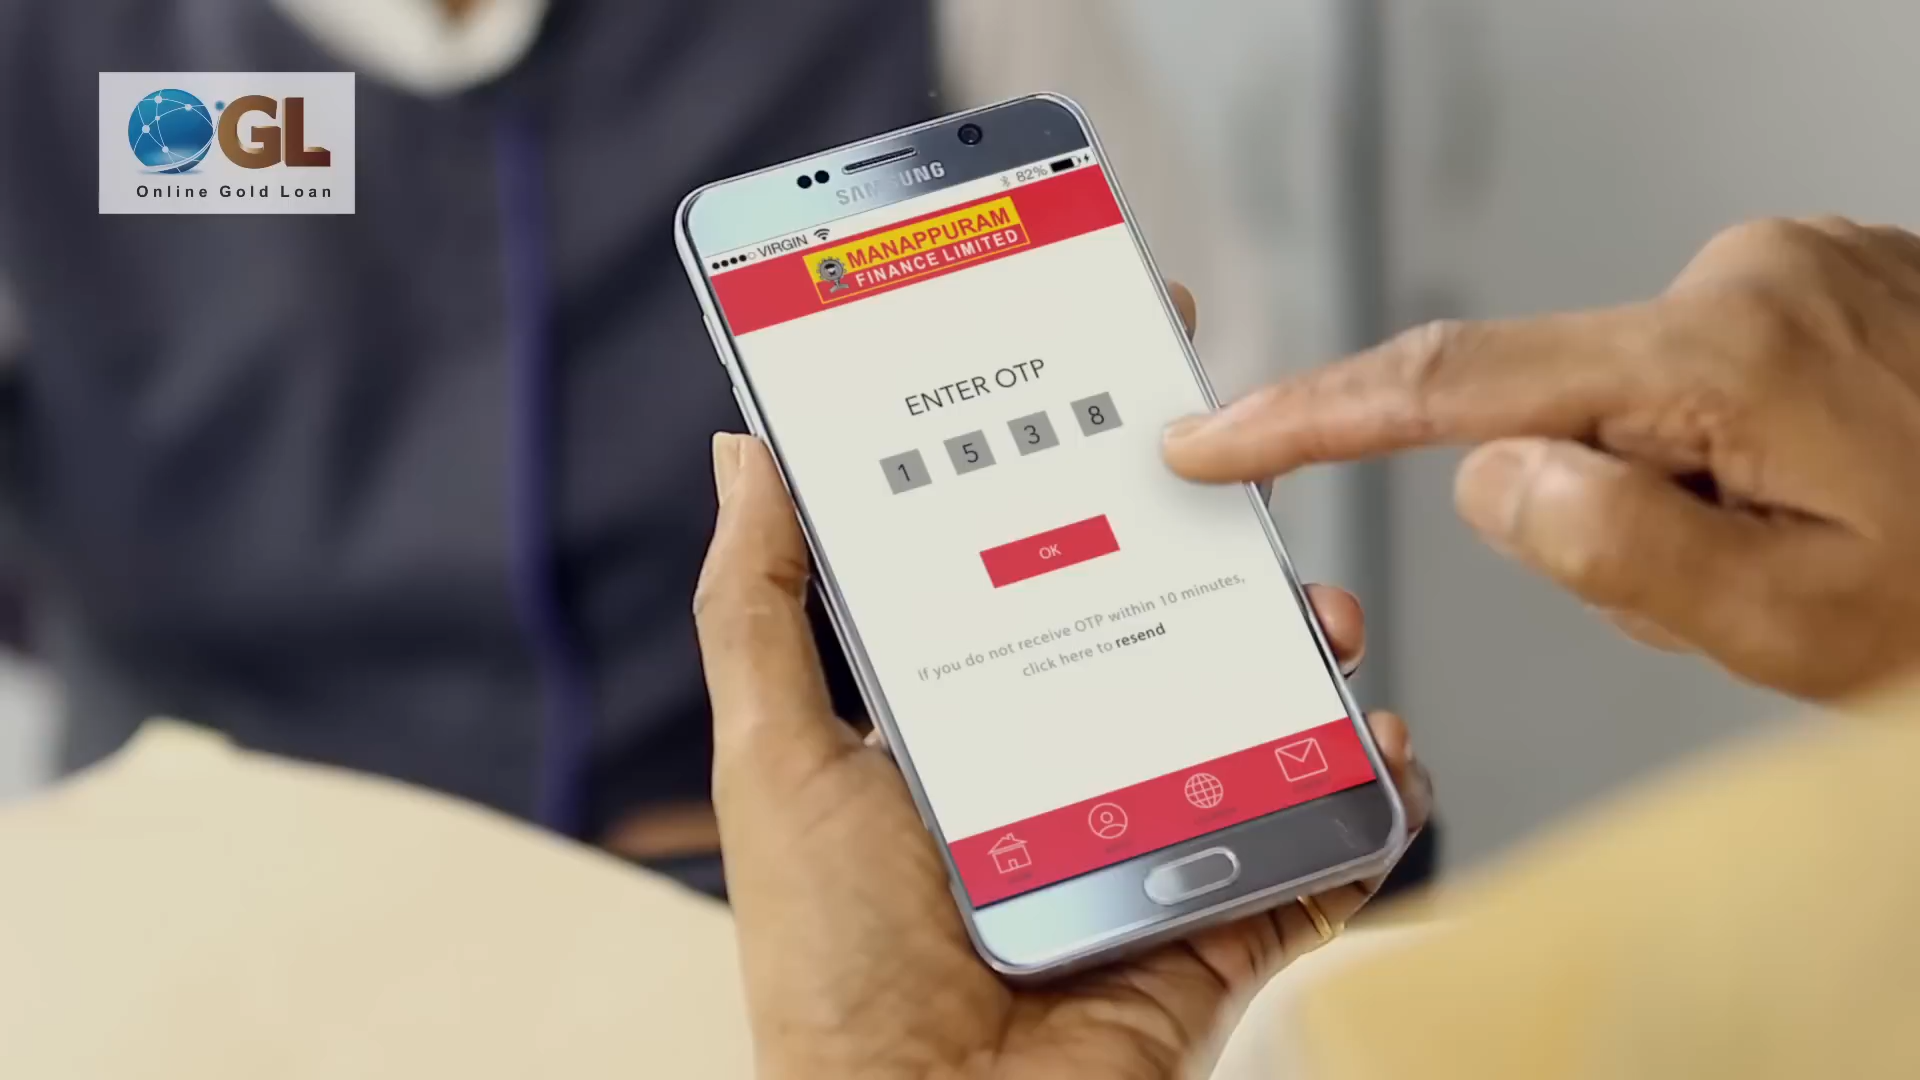 OGL
Online Gold Loan
SAMSUNG
VIRGIN
82%
MANAPPURAM
FINANCE LIMITED
ENTER OTP
1 5 3 8
OK
If you do not receive OTP within 10 minutes,
click here to resend